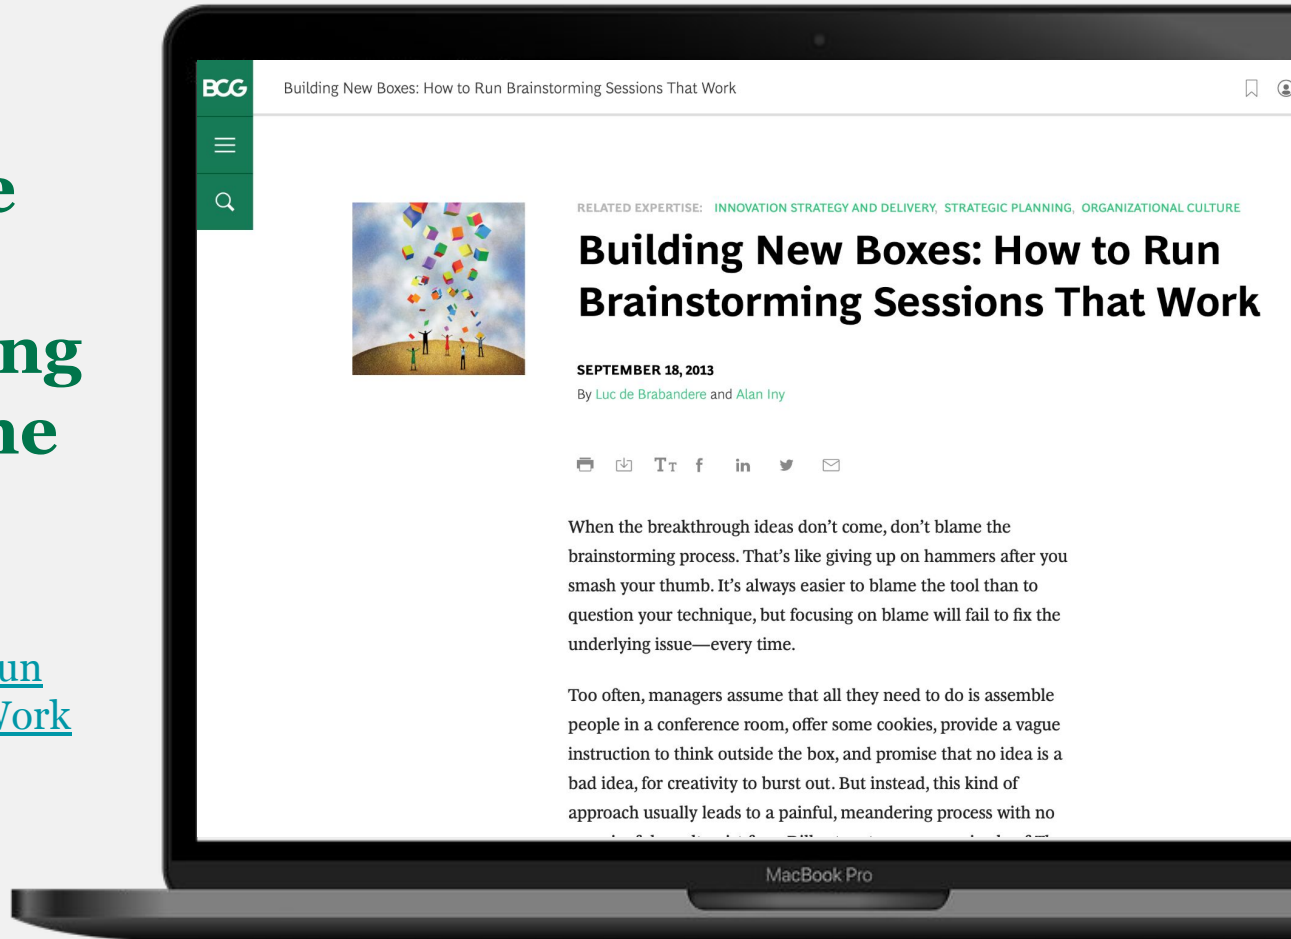 BCG
Building New Boxes: How to Run Brainstorming Sessions That Work
RELATED EXPERTISE: INNOVATION STRATEGY AND DELIVERY, STRATEGIC PLANNING, ORGANIZATIONAL CULTURE
Building New Boxes: How to Run
Brainstorming Sessions That Work
SEPTEMBER 18, 2013
By Luc de Brabandere and Alan Iny
When the breakthrough ideas don’t come, don’t blame the
brainstorming process. That’s like giving up on hammers after you
smash your thumb. It’s always easier to blame the tool than to
question your technique, but focusing on blame will fail to fix the
underlying issue—every time.
Too often, managers assume that all they need to do is assemble
people in a conference room, offer some cookies, provide a vague
instruction to think outside the box, and promise that no idea is a
bad idea, for creativity to burst out. But instead, this kind of
approach usually leads to a painful, meandering process with no
MacBook Pro